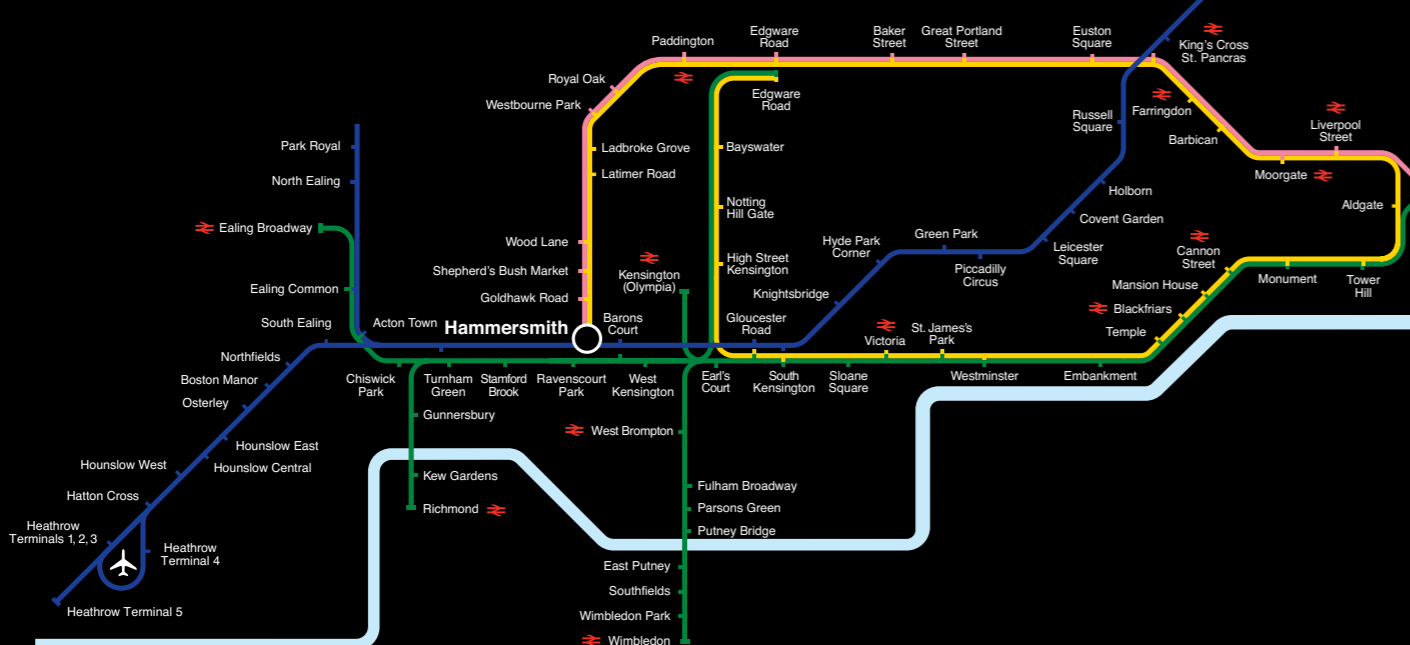 Paddington
Edgware
Road
Baker
Street
Great Portland
Street
Euston
Square
King's Cross
St. Pancras
Royal Oak
Westbourne Park
Edgware
Road
Farringdon
Russell
Square
Barbican
Liverpool
Street
Park Royal
Ladbroke Grove
Bayswater
Latimer Road
Moorgate
North Ealing
Holborn
Notting
Hill Gate
Aldgate
Covent Garden
Ealing Broadway
Wood Lane
Green Park
Hyde Park
Corner
Leicester
Square
Cannon
Street
Shepherd's Bush Market
Kensington
(Olympia)
High Street
Kensington
Piccadilly
Circus
Monument
Tower
Hill
Ealing Common
Goldhawk Road
Knightsbridge
Mansion House
Blackfriars
South Ealing
Acton Town
Hammersmith
Barons
Court
Gloucester
Road
Victoria
St. James's
Park
Temple
Northfields
Boston Manor
Osterley
Chiswick
Park
Turnham
Green
Stamford
Brook
Ravenscourt
Park
West
Kensington
Earl's
Court
South
Kensington
Sloane
Square
Westminster
Embankment
Gunnersbury
West Brompton
Hounslow East
Hounslow West
Hounslow Central
Kew Gardens
Hatton Cross
Fulham Broadway
Richmond
Parsons Green
Heathrow
Terminals 1, 2, 3
Putney Bridge
Heathrow
Terminal 4
East Putney
Southfields
Heathrow Terminal 5
Wimbledon Park
Wimbledon